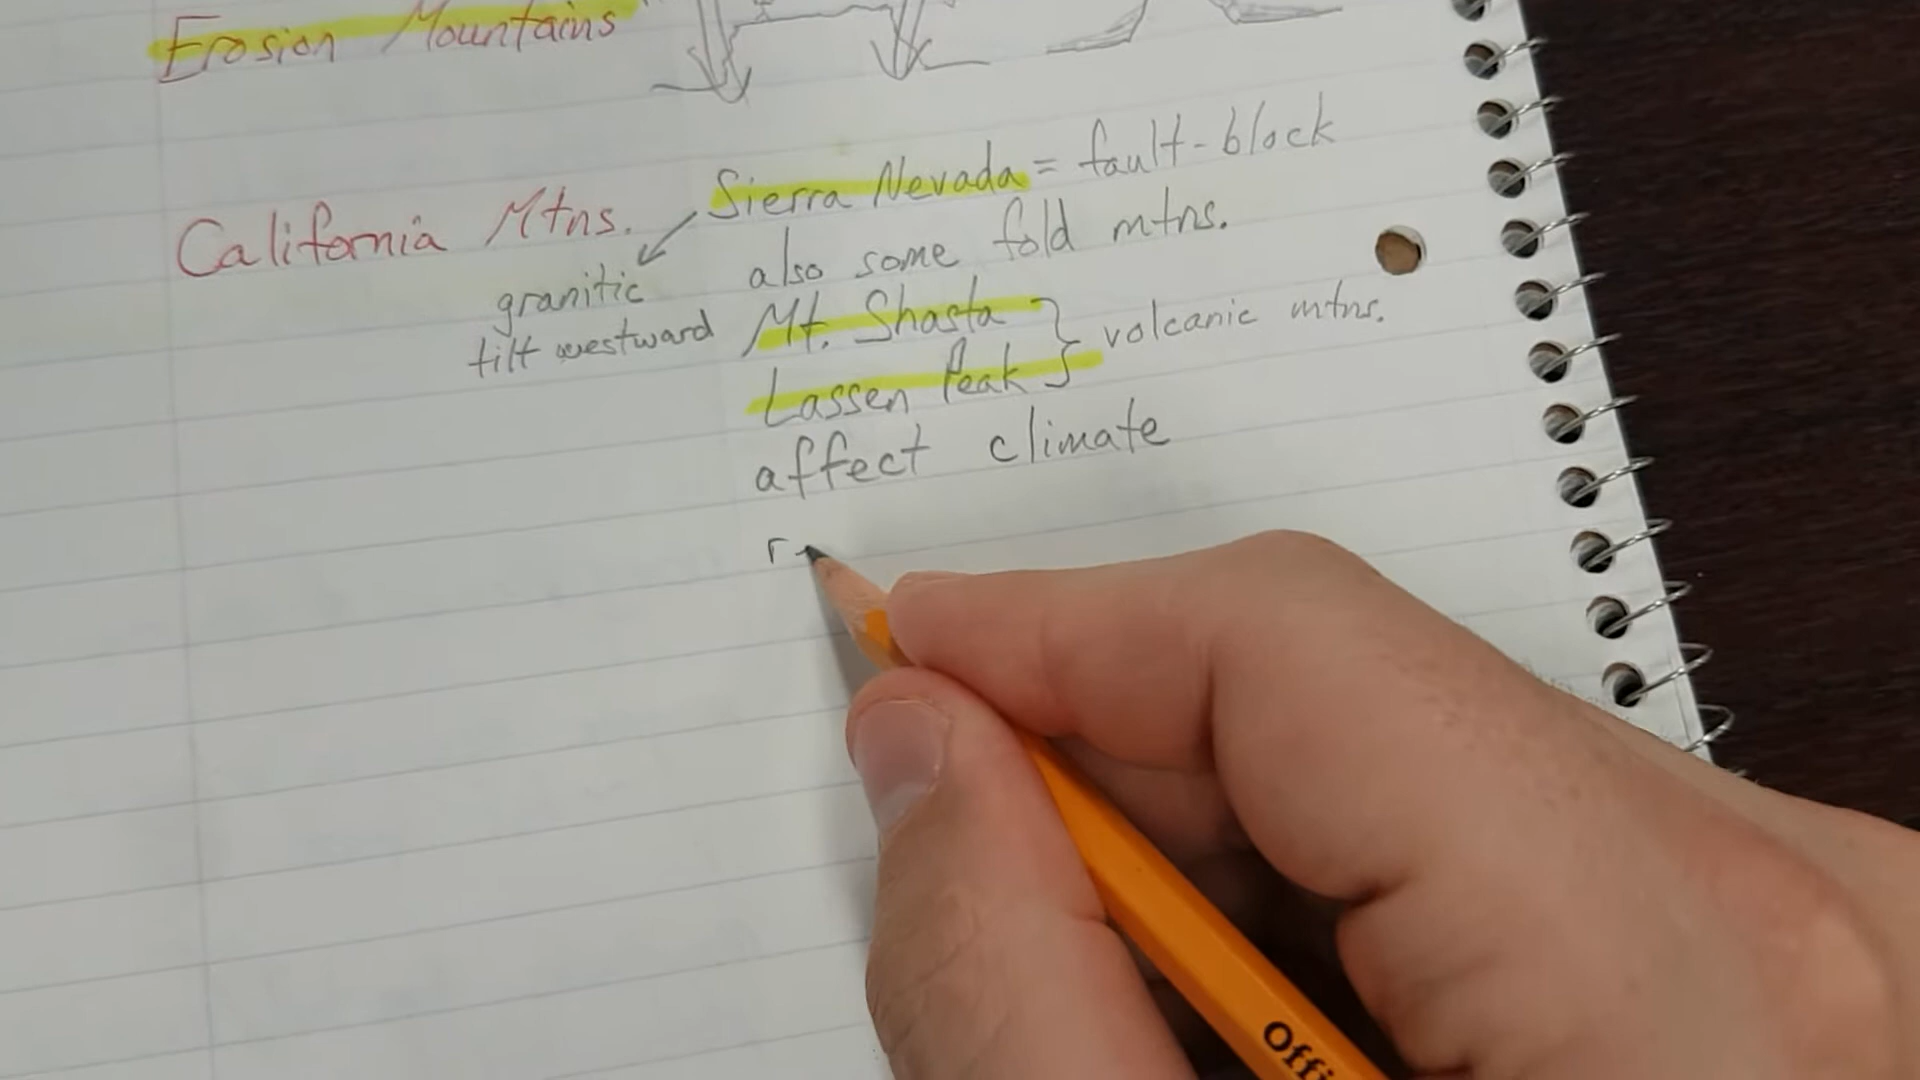 Erosion Mountains
California Mtns.
Sierra Nevada = fault-block
granitic
tilt westward
also some fold mtns.
Mt. Shasta
Lassen Peak
} volcanic mtns.
affect climate
r
Offi